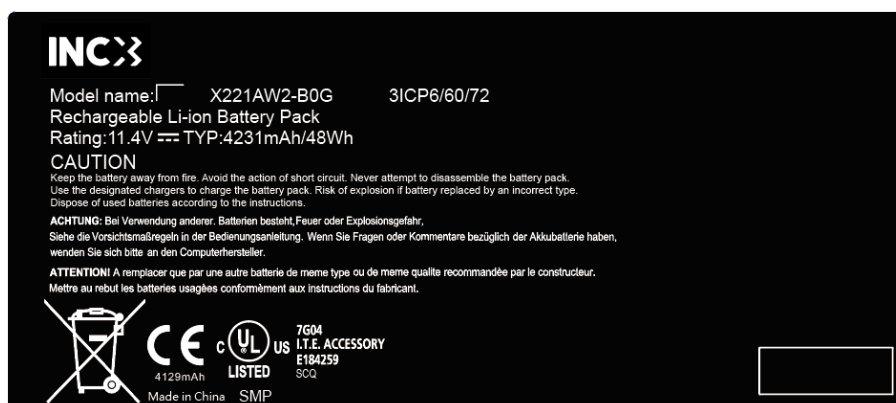 INCX
Model name: X221AW2-B0G 3ICP6/60/72
Rechargeable Li-ion Battery Pack
Rating:11.4V TYP:4231mAh/48Wh
CAUTION
Keep the battery away from fire. Avoid the action of short circuit. Never attempt to disassemble the battery pack.
Use the designated chargers to charge the battery pack. Risk of explosion if battery replaced by an incorrect type.
Dispose of used batteries according to the instructions.
ACHTUNG: Bei Verwendung anderer. Batterien besteht,Feuer oder Explosionsgefahr,
Siehe die Vorsichtsmaßregeln in der Bedienungsanleitung. Wenn Sie Fragen oder Kommentare bezüglich der Akkubatterie haben,
wenden Sie sich bitte an den Computerhersteller.
ATTENTION! A remplacer que par une autre batterie de meme type ou de meme qualite recommandèe par le constructeur.
Mettre au rebut les batteries usagèes conformèment aux instructions du fabricant.
CE
4129mAh
C UL US
LISTED
7G04
I.T.E. ACCESSORY
E184259
SCQ
Made in China SMP